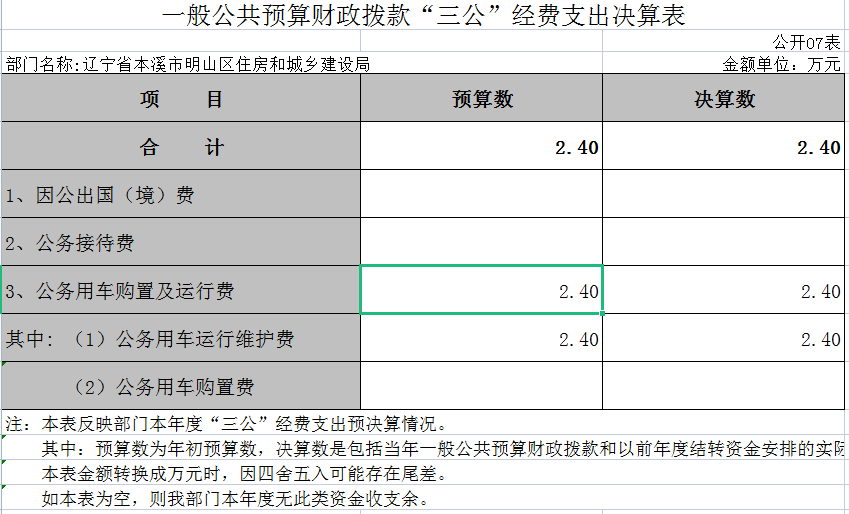 一般公共预算财政拨款“三公”经费支出决算表
公开07表
部门名称:辽宁省本溪市明山区住房和城乡建设局 金额单位：万元
项 目 预算数 决算数
合 计 2.40 2.40
1、因公出国（境）费
2、公务接待费
3、公务用车购置及运行费 2.40 2.40
其中：（1）公务用车运行维护费 2.40 2.40
（2）公务用车购置费
注：本表反映部门本年度“三公”经费支出预决算情况。
其中：预算数为年初预算数，决算数是包括当年一般公共预算财政拨款和以前年度结转资金安排的实际
本表金额转换成万元时，因四舍五入可能存在尾差。
如本表为空，则我部门本年度无此类资金收支余。